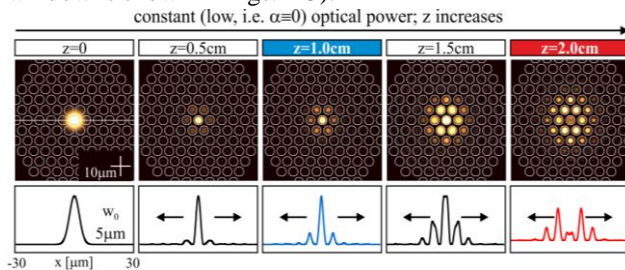 constant (low, i.e. α≡0) optical power; z increases
z=0 z=0.5cm z=1.0cm z=1.5cm z=2.0cm
10μm
w0
5μm
-30 x [μm] 30